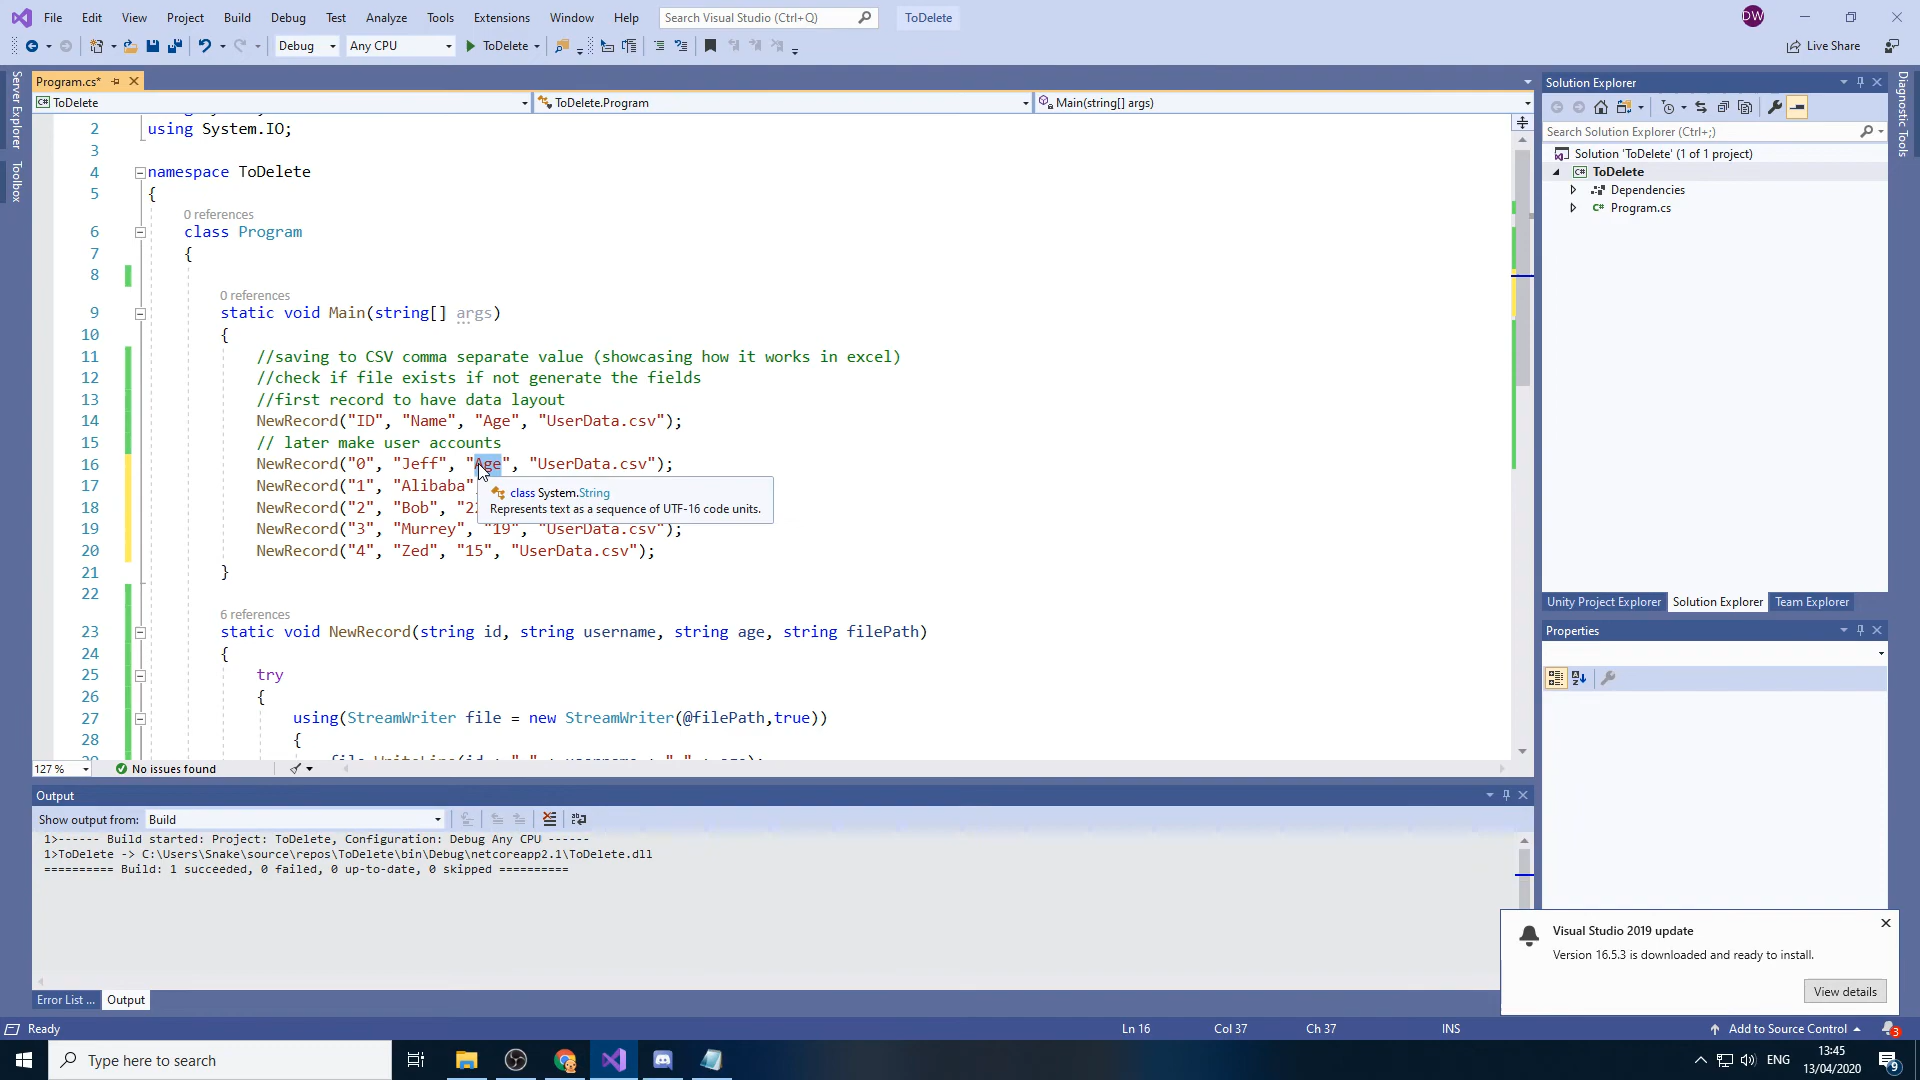 File Edit View Project Build Debug Test Analyze Tools Extensions Window Help Search Visual Studio (Ctrl+Q) ToDelete DW
Debug Any CPU ToDelete Live Share
Server Explorer
Toolbox
Program.cs*
ToDelete ToDelete.Program Main(string[] args)
2 using System.IO;
3
4 namespace ToDelete
5 {
0 references
6 class Program
7 {
8
0 references
9 static void Main(string[] args)
10 {
11 //saving to CSV comma separate value (showcasing how it works in excel)
12 //check if file exists if not generate the fields
13 //first record to have data layout
14 NewRecord("ID", "Name", "Age", "UserData.csv");
15 // later make user accounts
16 NewRecord("0", "Jeff", "Age", "UserData.csv");
17 NewRecord("1", "Alibaba"
class System.String
18 NewRecord("2", "Bob", "22
Represents text as a sequence of UTF-16 code units.
19 NewRecord("3", "Murrey", "19", "UserData.csv");
20 NewRecord("4", "Zed", "15", "UserData.csv");
21 }
22
6 references
23 static void NewRecord(string id, string username, string age, string filePath)
24 {
25 try
26 {
27 using(StreamWriter file = new StreamWriter(@filePath,true))
28 {
127 % No issues found
Output
Show output from: Build
1>------ Build started: Project: ToDelete, Configuration: Debug Any CPU ------
1>ToDelete -> C:\Users\Snake\source\repos\ToDelete\bin\Debug\netcoreapp2.1\ToDelete.dll
========== Build: 1 succeeded, 0 failed, 0 up-to-date, 0 skipped ==========
Error List ... Output
Solution Explorer
Search Solution Explorer (Ctrl+;)
Solution 'ToDelete' (1 of 1 project)
ToDelete
Dependencies
Program.cs
Unity Project Explorer Solution Explorer Team Explorer
Properties
Diagnostic Tools
Visual Studio 2019 update
Version 16.5.3 is downloaded and ready to install.
View details
Ready Ln 16 Col 37 Ch 37 INS Add to Source Control 3
Type here to search ENG 13:45
13/04/2020 9